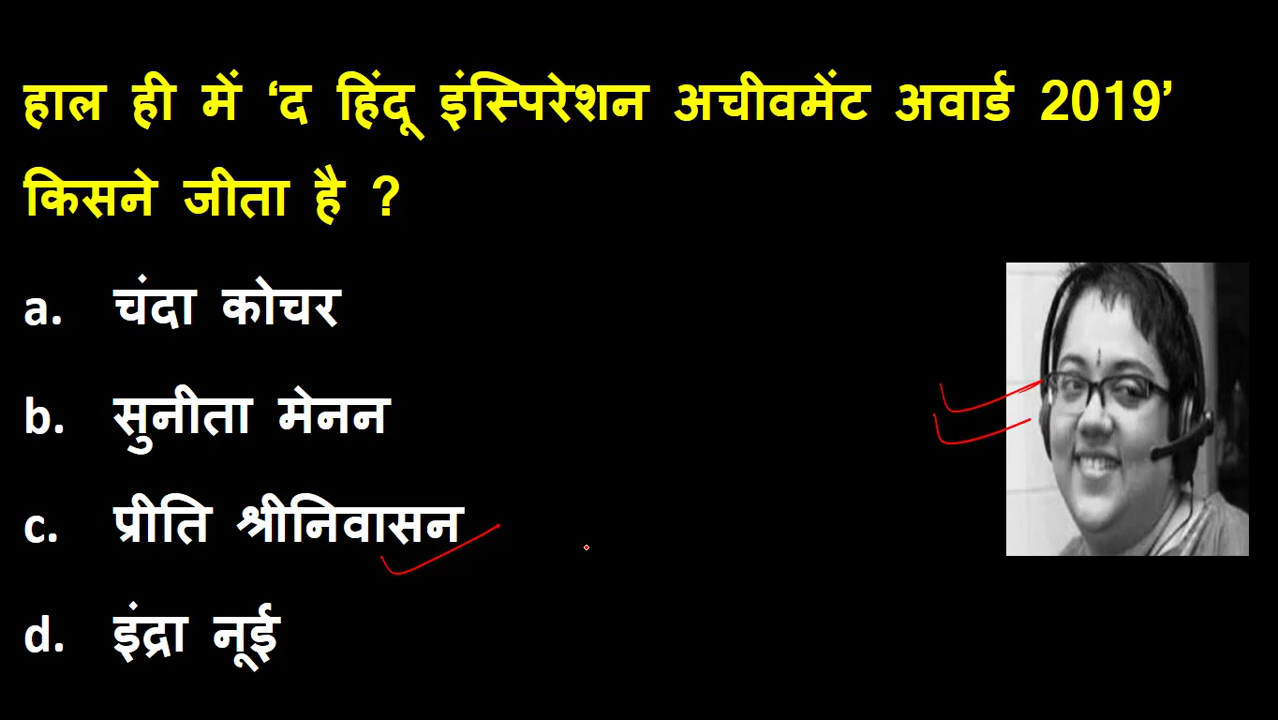 हाल ही में ‘द हिंदू इंस्पिरेशन अचीवमेंट अवार्ड 2019’
किसने जीता है ?
a. चंदा कोचर
b. सुनीता मेनन
c. प्रीति श्रीनिवासन
d. इंद्रा नूई